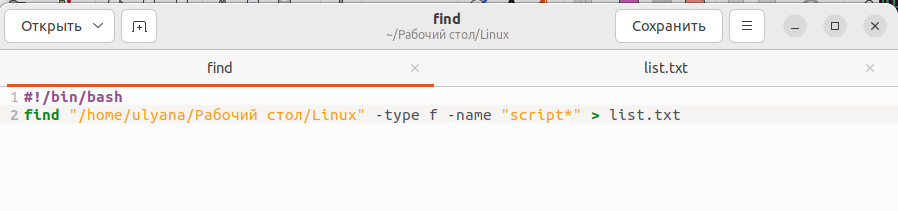 Открыть
find
~/Рабочий стол/Linux
Сохранить
find
list.txt
1 #!/bin/bash
2 find "/home/ulyana/Рабочий стол/Linux" -type f -name "script*" > list.txt